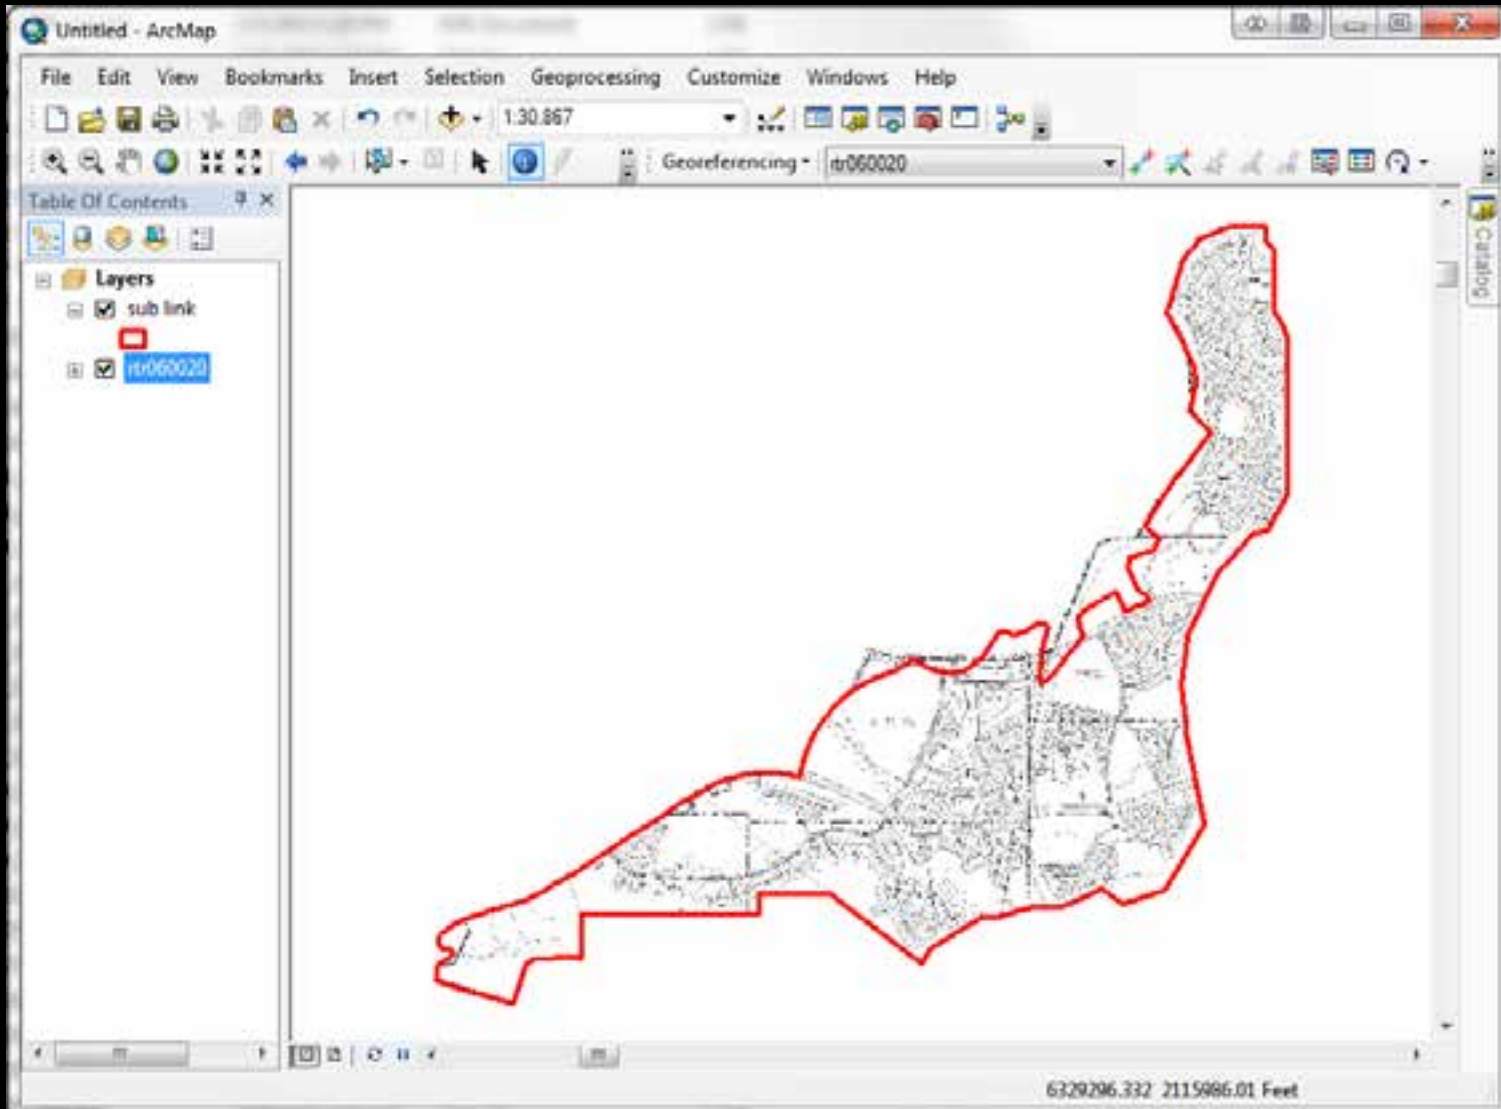 Untitled - ArcMap
File Edit View Bookmarks Insert Selection Geoprocessing Customize Windows Help
1:30.867
Georeferencing rtr060020
Table Of Contents
Layers
sub link
rtr060020
Catalog
6329296.332 2115986.01 Feet